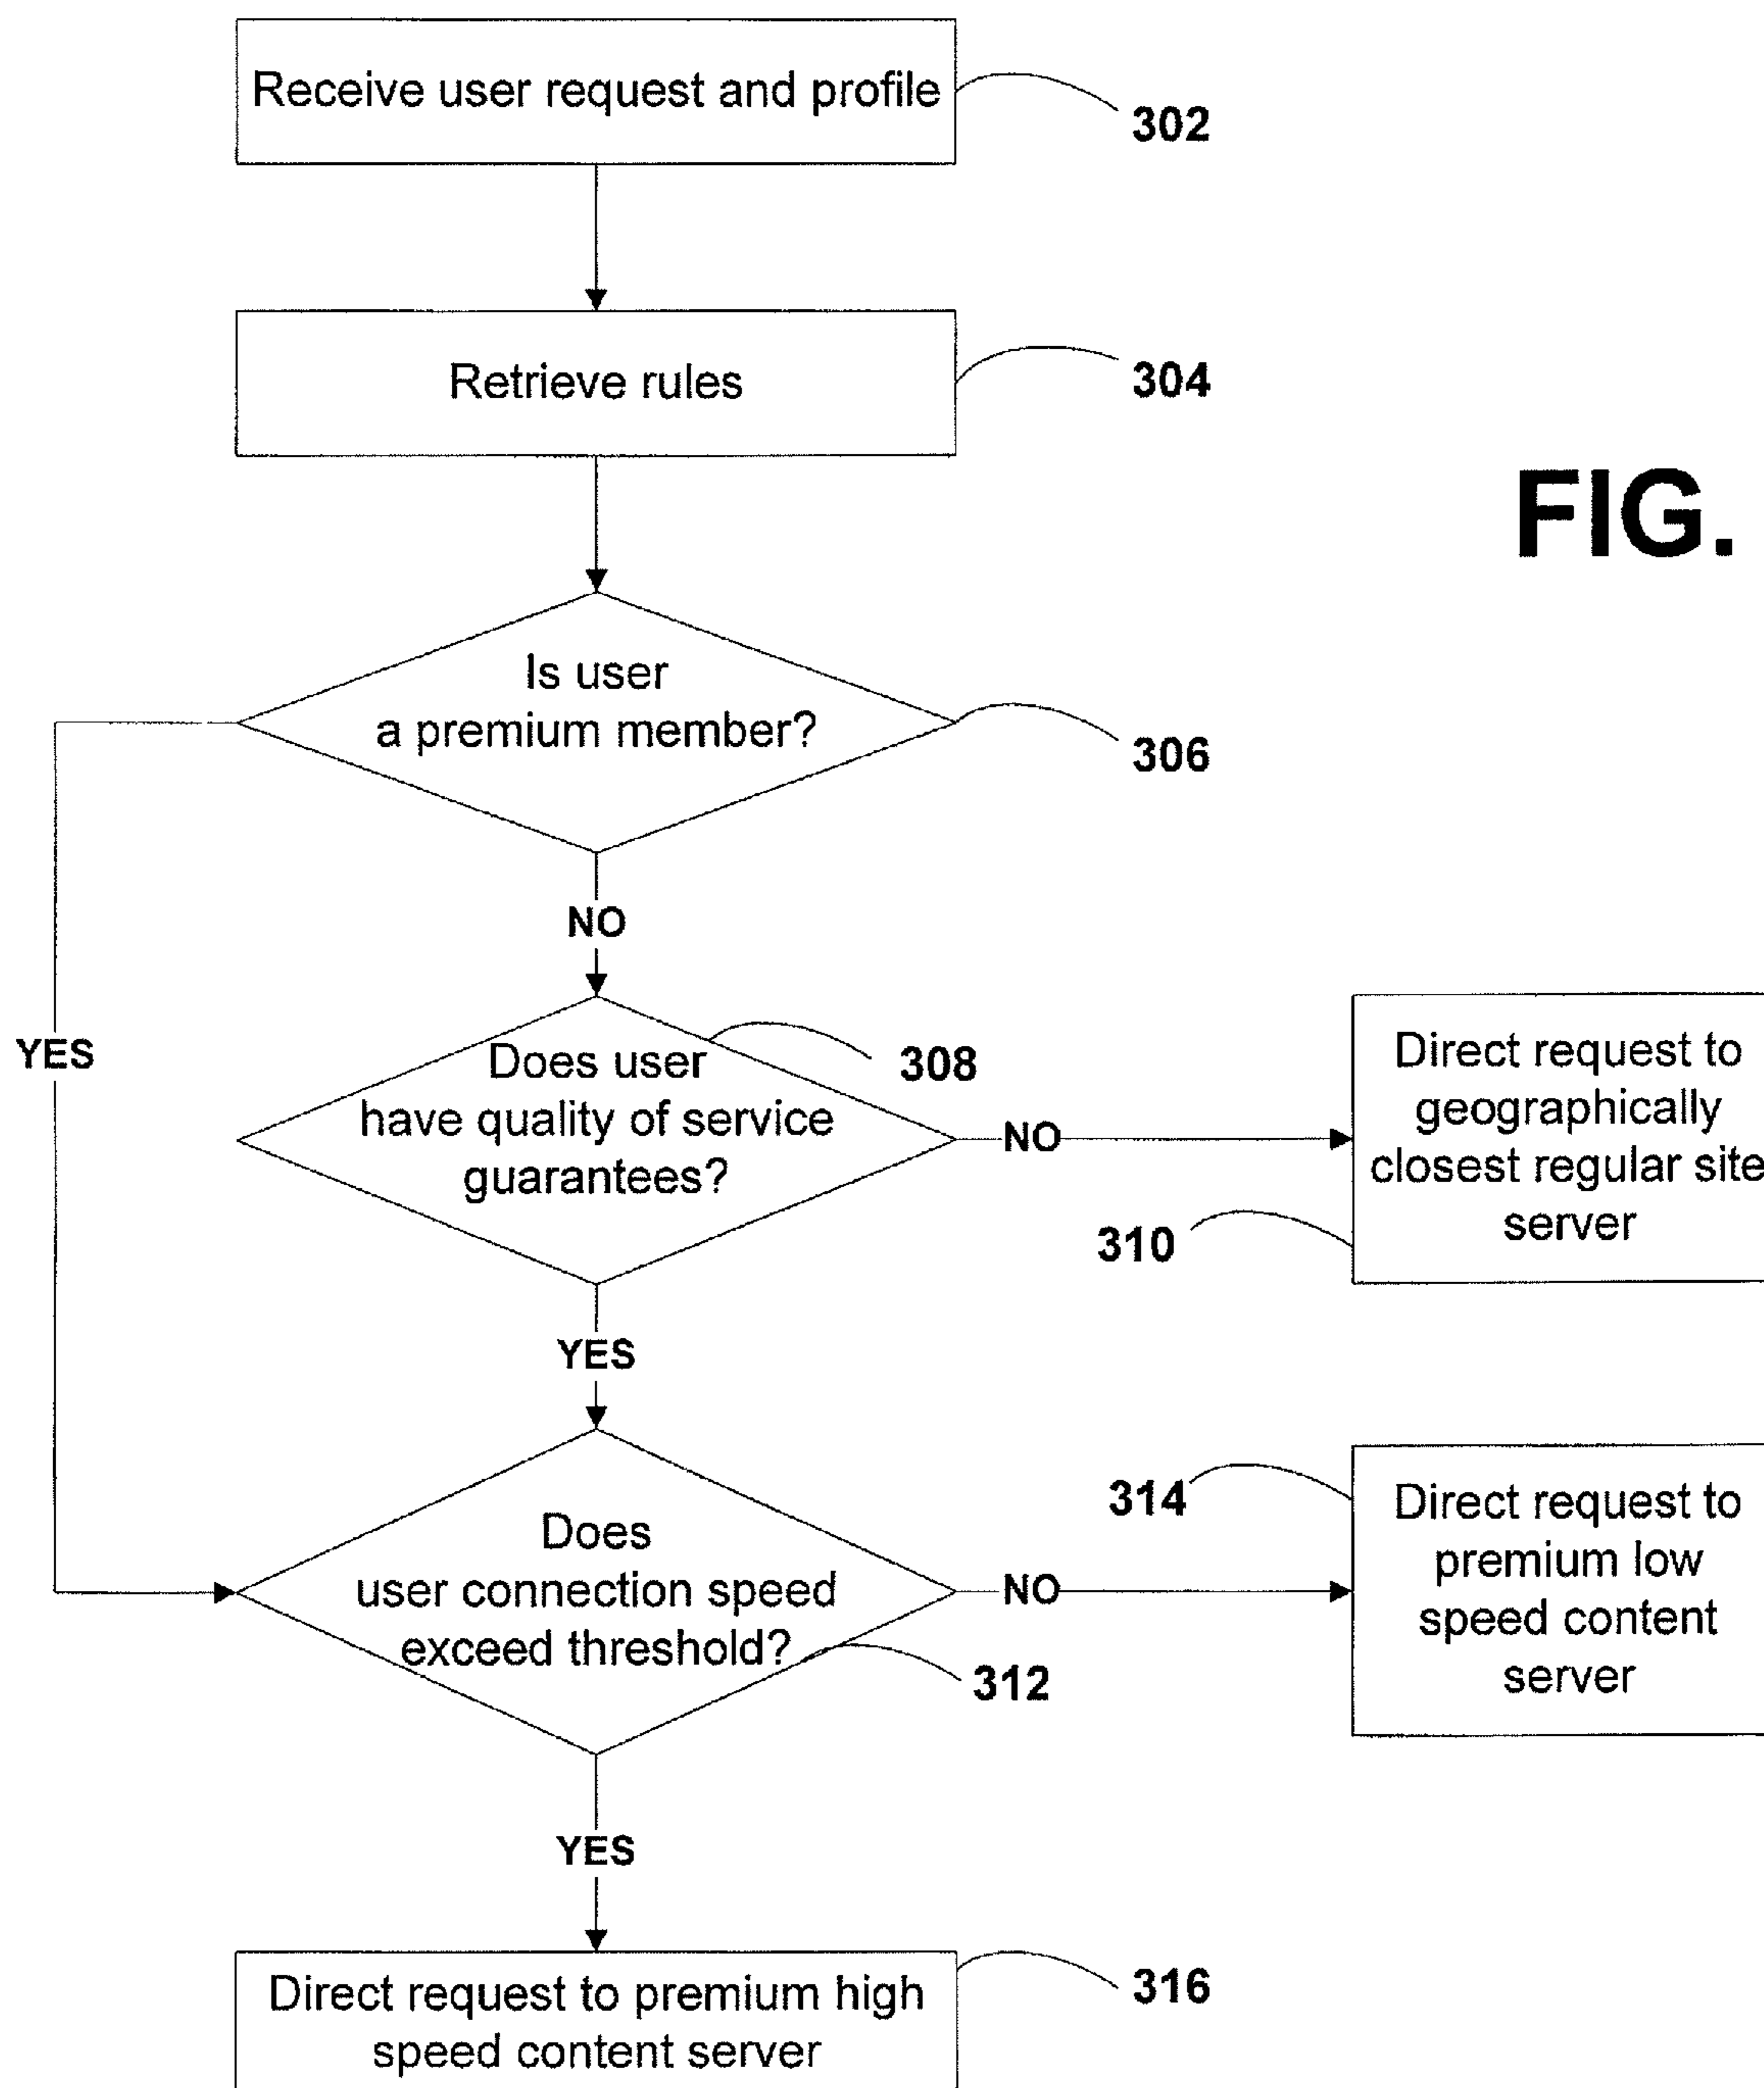 Receive user request and profile
302
Retrieve rules
304
FIG.
Is user
a premium member?
306
NO
YES
Does user
have quality of service
guarantees?
308
NO
Direct request to
geographically
closest regular site
server
310
YES
Does
user connection speed
exceed threshold?
312
NO
314
Direct request to
premium low
speed content
server
YES
Direct request to premium high
speed content server
316